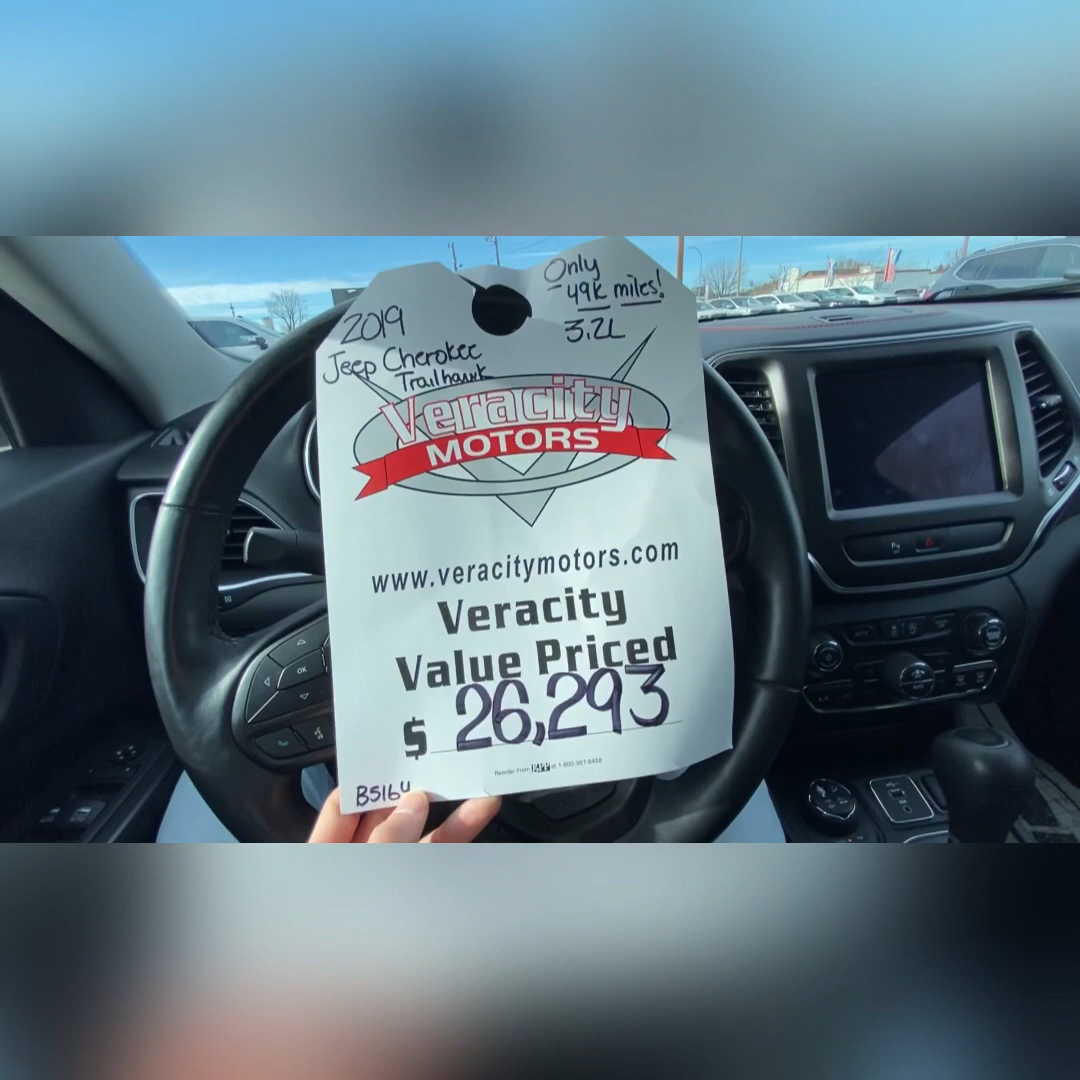 2019
Jeep Cherokee
Trailhawk
Only
49K miles!
3.2L
Veracity
MOTORS
www.veracitymotors.com
Veracity
Value Priced
$ 26,293
B5164
OK